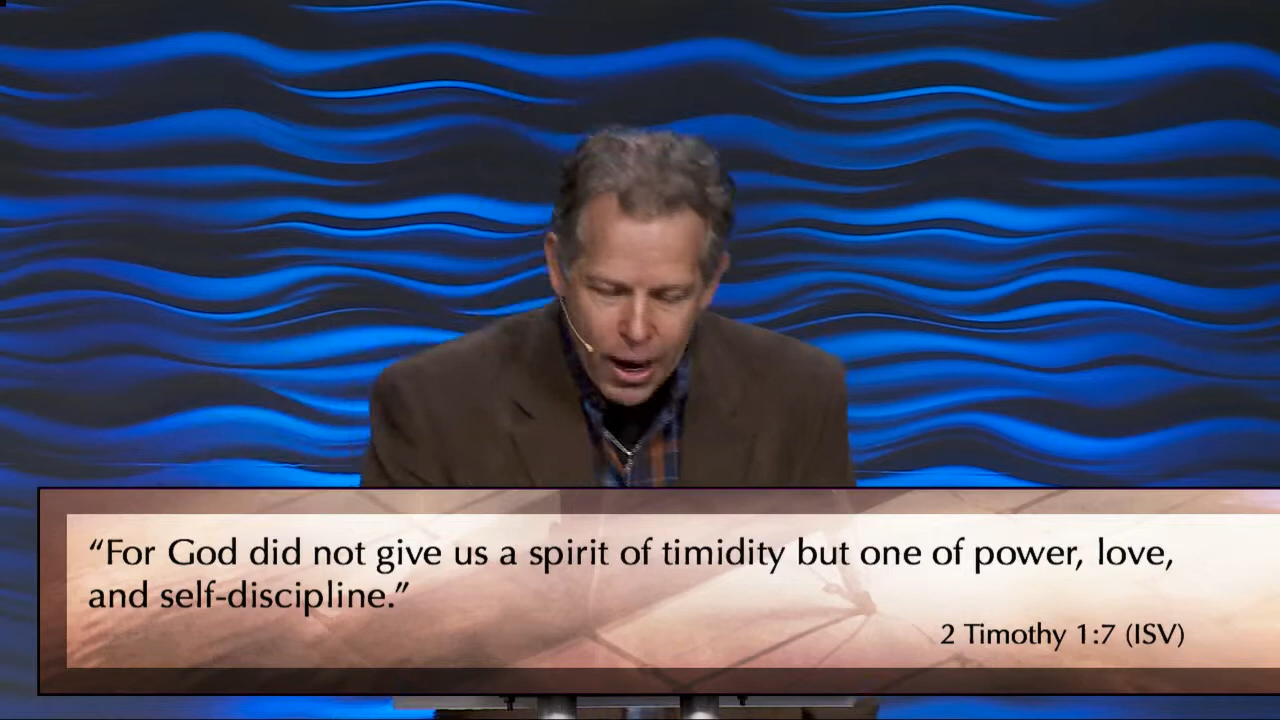 “For God did not give us a spirit of timidity but one of power, love,
and self-discipline.”
2 Timothy 1:7 (ISV)